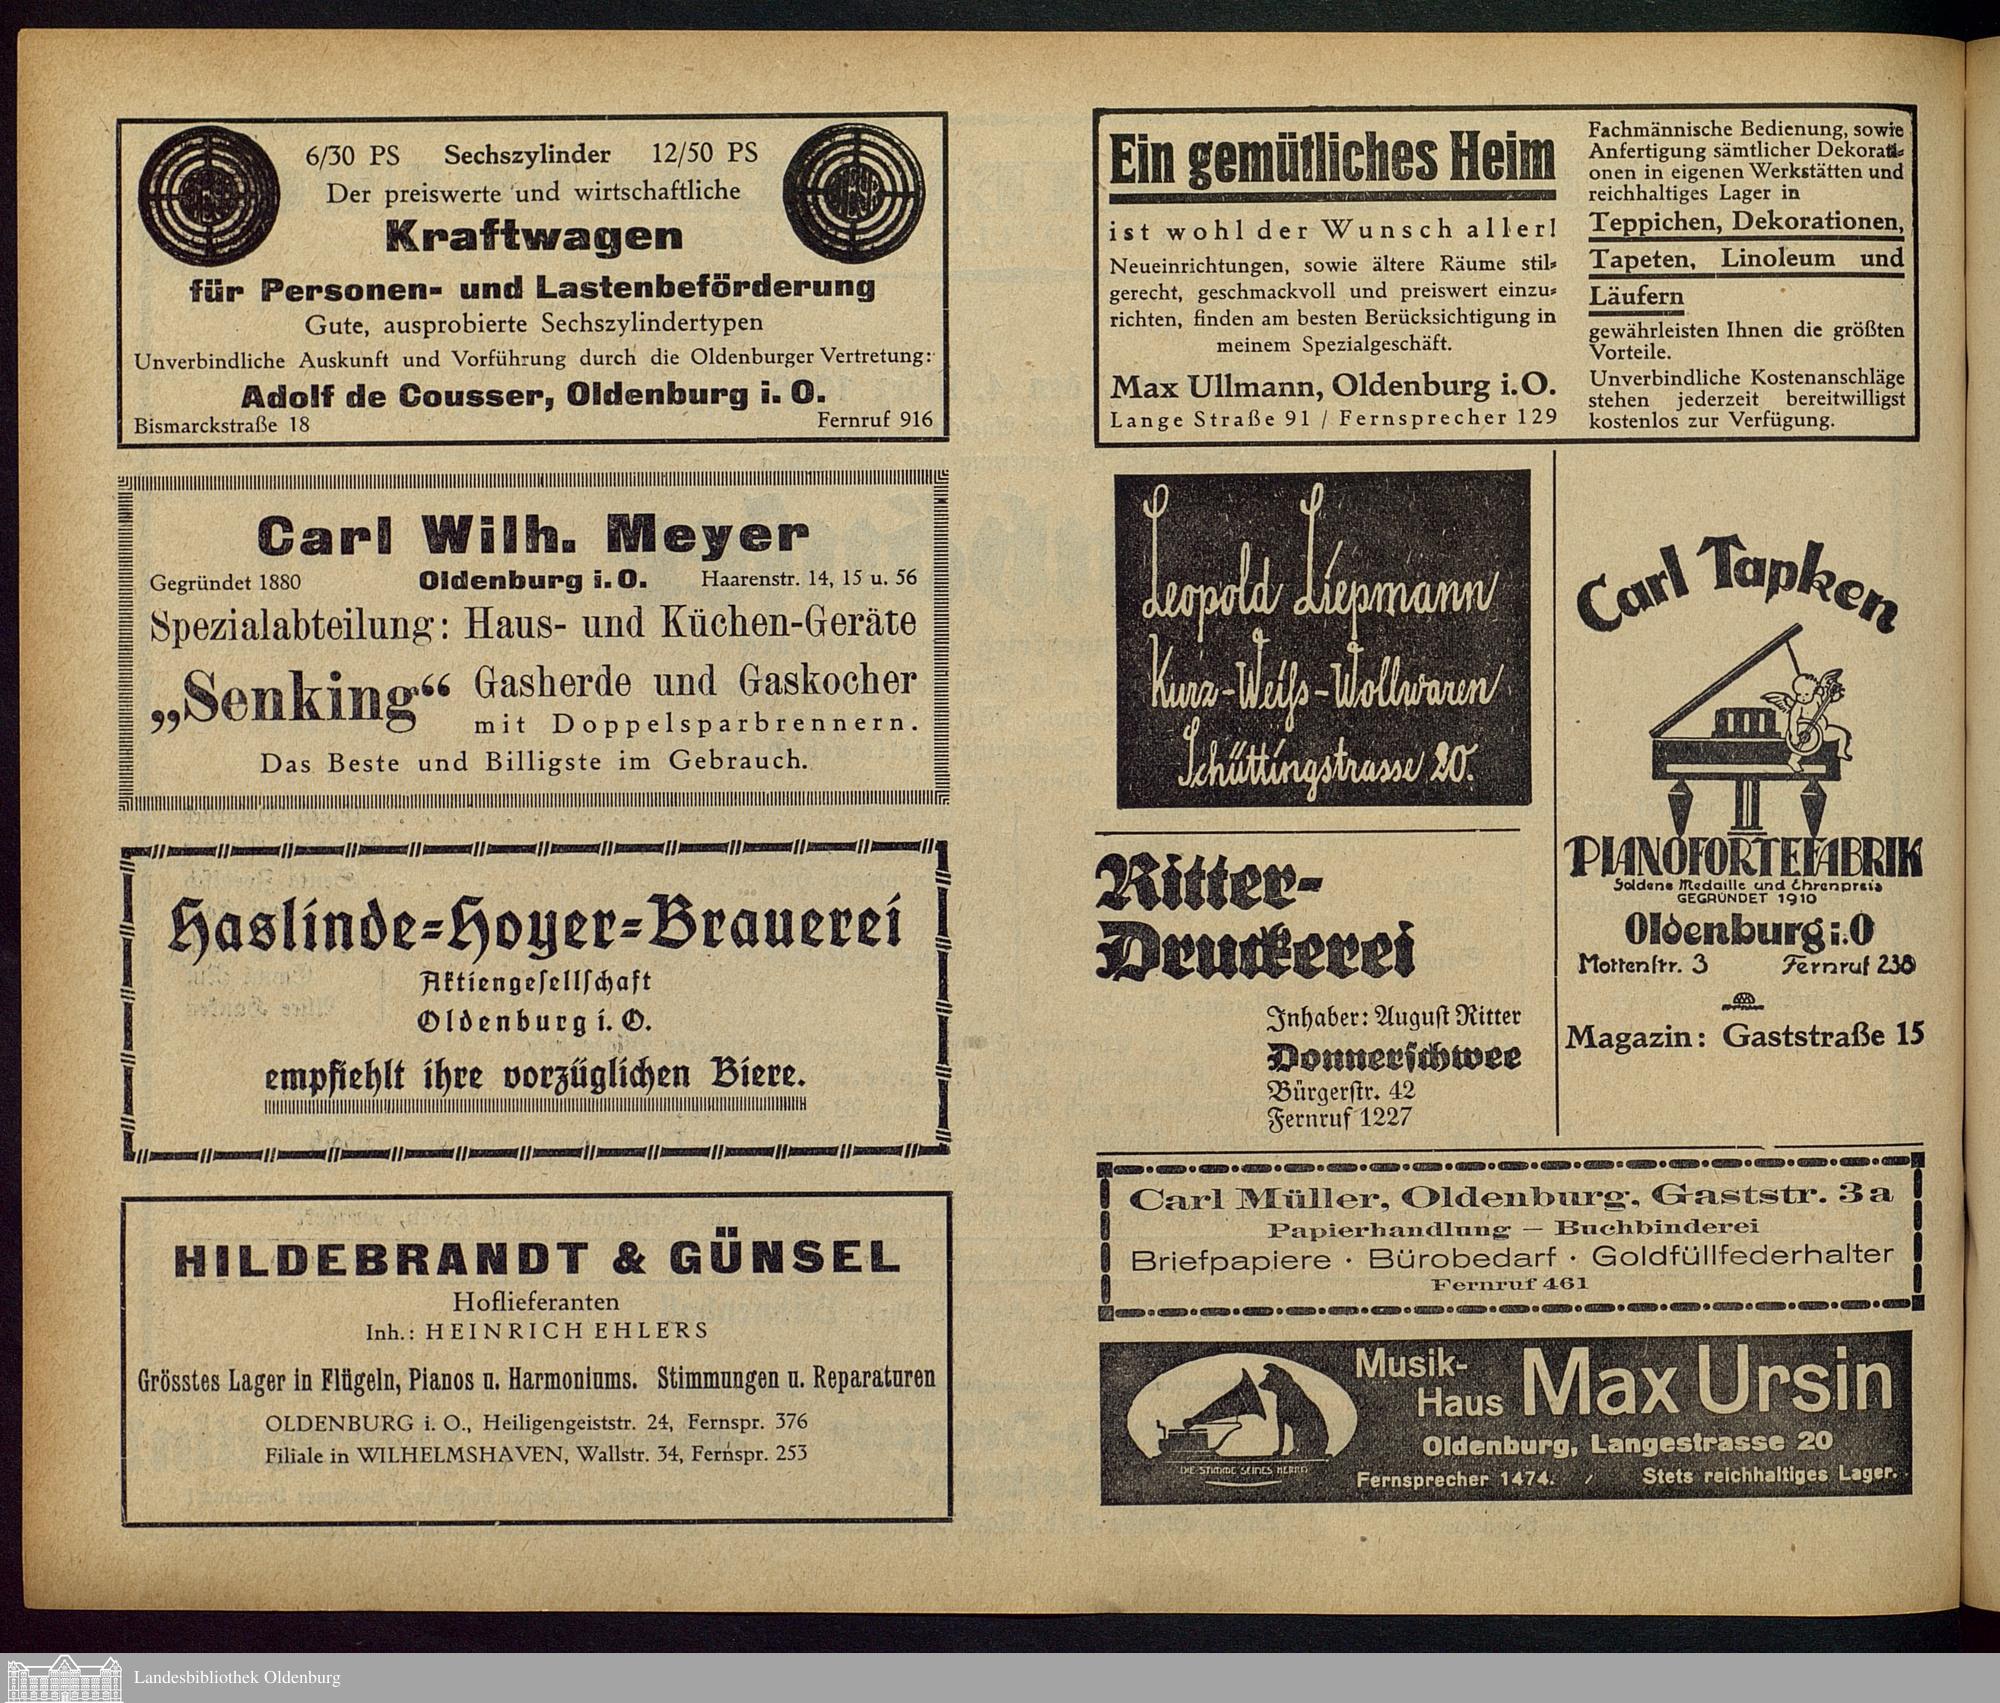 6/30 PS Sechszylinder 12/50 PS
Der preiswerte und wirtschaftliche
Kraftwagen
für Personen- und Lastenbeförderung
Gute, ausprobierte Sechszylindertypen
Unverbindliche Auskunft und Vorführung durch die Oldenburger Vertretung:
Adolf de Cousser, Oldenburg i. O.
Bismarckstraße 18 Fernruf 916
Carl Wilh. Meyer
Gegründet 1880 Oldenburg i. O. Haarenstr. 14, 15 u. 56
Spezialabteilung: Haus- und Küchen-Geräte
„Senking“ Gasherde und Gaskocher
mit Doppelsparbrennern.
Das Beste und Billigste im Gebrauch.
Haslinde=Hoyer=Brauerei
Aktiengesellschaft
Oldenburg i. O.
empfiehlt ihre vorzüglichen Biere.
HILDEBRANDT & GÜNSEL
Hoflieferanten
Inh.: HEINRICH EHLERS
Grösstes Lager in Flügeln, Pianos u. Harmoniums. Stimmungen u. Reparaturen
OLDENBURG i. O., Heiligengeiststr. 24, Fernspr. 376
Filiale in WILHELMSHAVEN, Wallstr. 34, Fernspr. 253
Ein gemütliches Heim
ist wohl der Wunsch aller!
Neueinrichtungen, sowie ältere Räume stil=
gerecht, geschmackvoll und preiswert einzu=
richten, finden am besten Berücksichtigung in
meinem Spezialgeschäft.
Max Ullmann, Oldenburg i. O.
Lange Straße 91 / Fernsprecher 129
Fachmännische Bedienung, sowie
Anfertigung sämtlicher Dekorati=
onen in eigenen Werkstätten und
reichhaltiges Lager in
Teppichen, Dekorationen,
Tapeten, Linoleum und
Läufern
gewährleisten Ihnen die größten
Vorteile.
Unverbindliche Kostenanschläge
stehen jederzeit bereitwilligst
kostenlos zur Verfügung.
Leopold Liepmann
Kurz-Weiß-Wollwaren
Schüttingstrasse 20.
Carl Tapken
PIANOFORTEFABRIK
Goldene Medaille und Ehrenpreis
GEGRÜNDET 1910
Oldenburg i. O
Mottenstr. 3 Fernruf 238
Magazin: Gaststraße 15
Ritter-
Druckerei
Inhaber: August Ritter
Donnerschwee
Bürgerstr. 42
Fernruf 1227
Carl Müller, Oldenburg, Gaststr. 3a
Papierhandlung — Buchbinderei
Briefpapiere · Bürobedarf · Goldfüllfederhalter
Fernruf 461
Musik-
Haus Max Ursin
Oldenburg, Langestrasse 20
Fernsprecher 1474. Stets reichhaltiges Lager.
DIE STIMME SEINES HERRN
Landesbibliothek Oldenburg